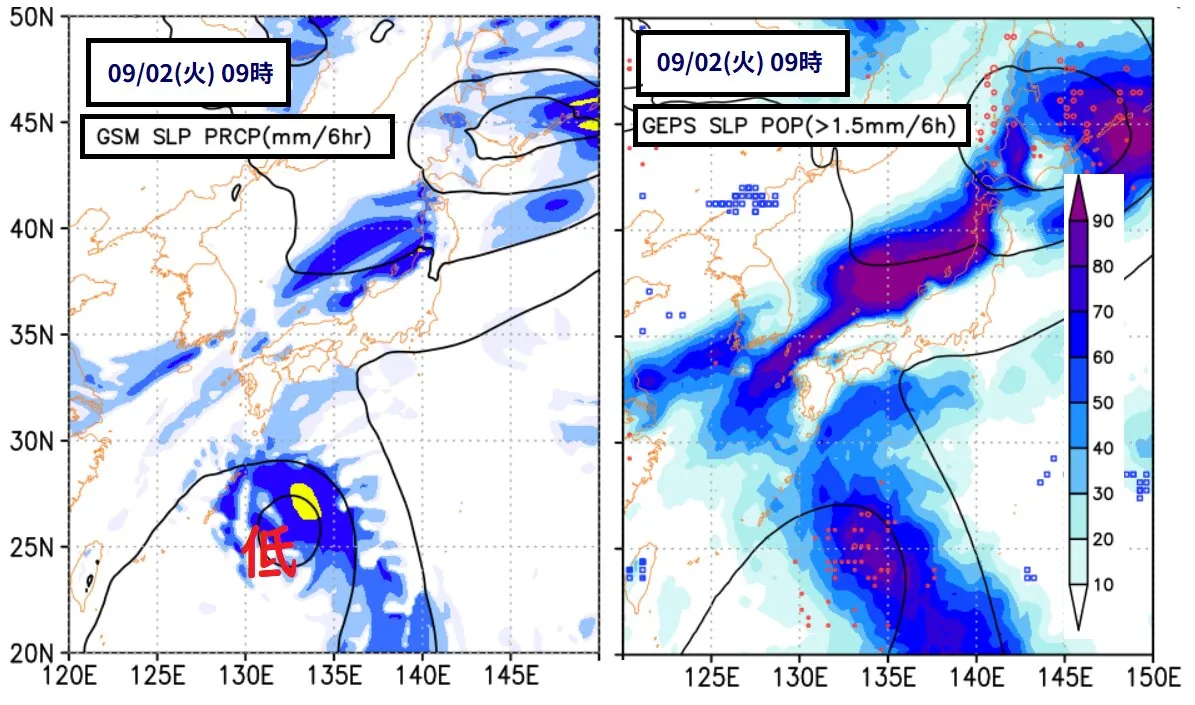 09/02(火) 09時
GSM SLP PRCP(mm/6hr)
50N
45N
40N
35N
30N
25N
20N
低
120E
125E
130E
135E
140E
145E
09/02(火) 09時
GEPS SLP POP(>1.5mm/6h)
90
80
70
60
50
40
30
20
10
125E
130E
135E
140E
145E
150E